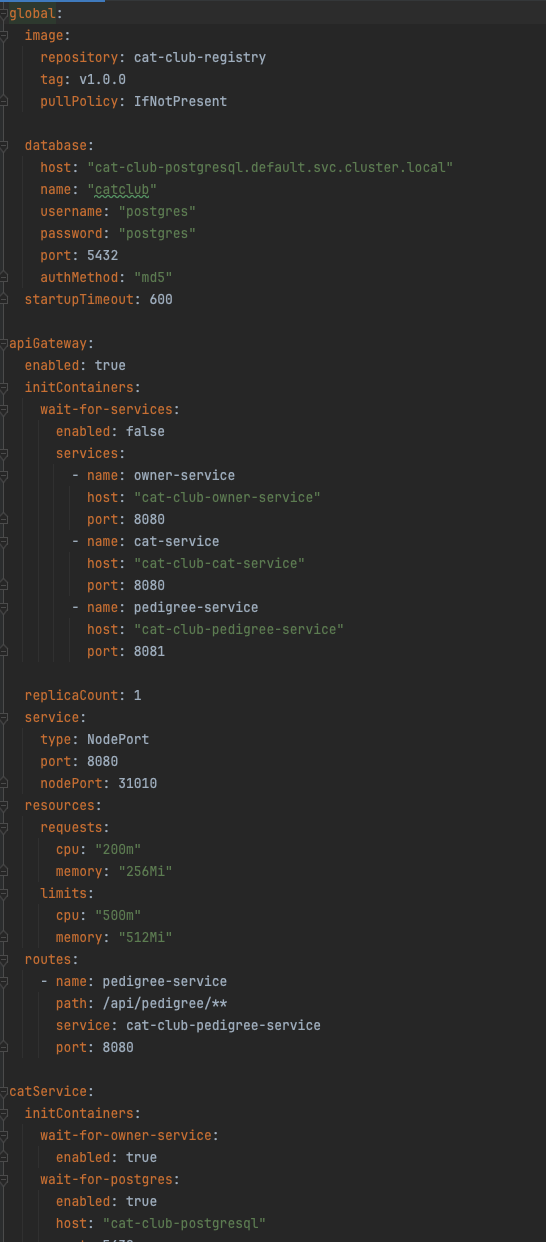 global:
  image:
    repository: cat-club-registry
    tag: v1.0.0
    pullPolicy: IfNotPresent

  database:
    host: "cat-club-postgresql.default.svc.cluster.local"
    name: "catclub"
    username: "postgres"
    password: "postgres"
    port: 5432
    authMethod: "md5"
  startupTimeout: 600

apiGateway:
  enabled: true
  initContainers:
    wait-for-services:
      enabled: false
      services:
        - name: owner-service
          host: "cat-club-owner-service"
          port: 8080
        - name: cat-service
          host: "cat-club-cat-service"
          port: 8080
        - name: pedigree-service
          host: "cat-club-pedigree-service"
          port: 8081

  replicaCount: 1
  service:
    type: NodePort
    port: 8080
    nodePort: 31010
  resources:
    requests:
      cpu: "200m"
      memory: "256Mi"
    limits:
      cpu: "500m"
      memory: "512Mi"
  routes:
    - name: pedigree-service
      path: /api/pedigree/**
      service: cat-club-pedigree-service
      port: 8080

catService:
  initContainers:
    wait-for-owner-service:
      enabled: true
    wait-for-postgres:
      enabled: true
      host: "cat-club-postgresql"